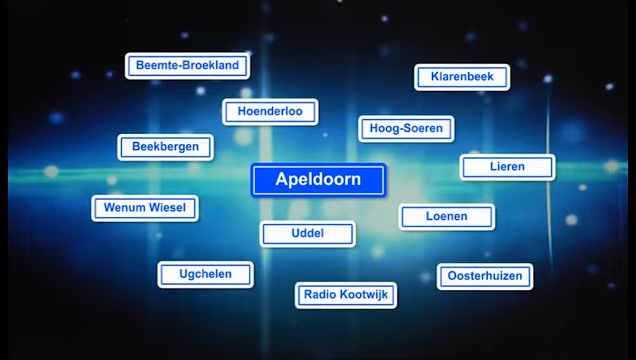 Beemte-Broekland
Klarenbeek
Hoenderloo
Hoog-Soeren
Beekbergen
Lieren
Apeldoorn
Wenum Wiesel
Loenen
Uddel
Ugchelen
Oosterhuizen
Radio Kootwijk